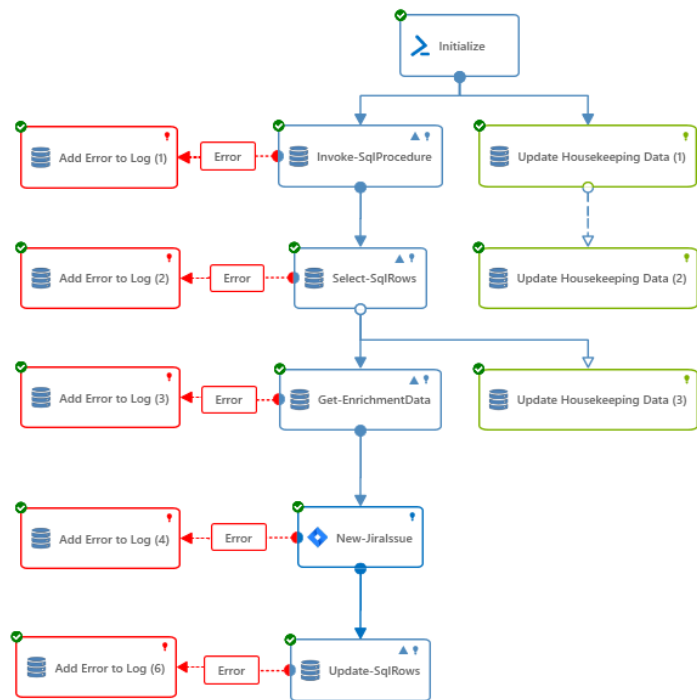 Initialize
Add Error to Log (1)
Error
Invoke-SqlProcedure
Update Housekeeping Data (1)
Add Error to Log (2)
Error
Select-SqlRows
Update Housekeeping Data (2)
Add Error to Log (3)
Error
Get-EnrichmentData
Update Housekeeping Data (3)
Add Error to Log (4)
Error
New-JiraIssue
Add Error to Log (6)
Error
Update-SqlRows